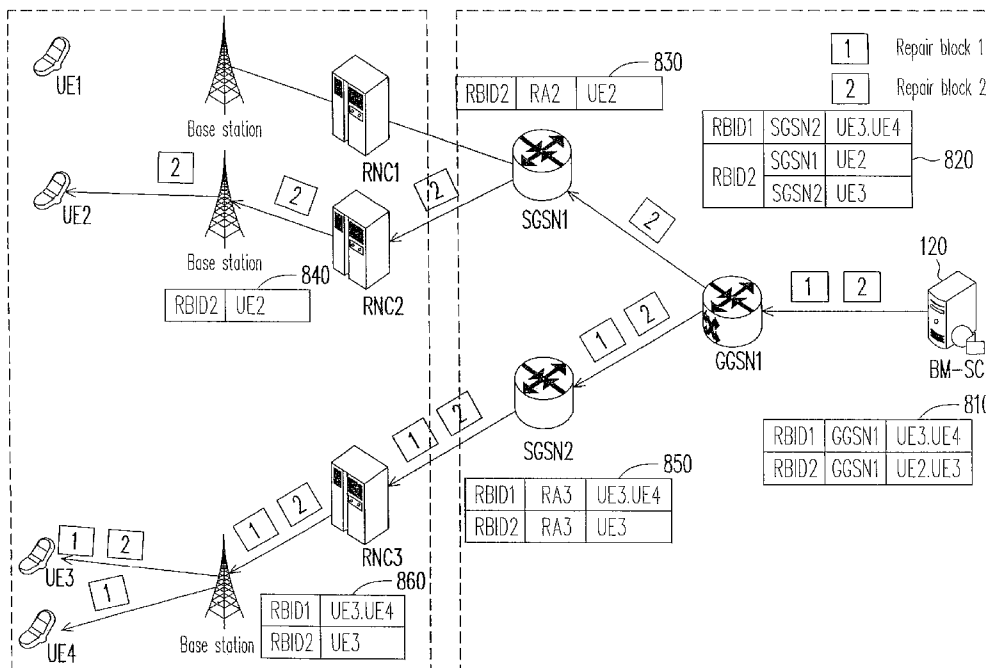 UE1
Base station
RNC1
830
RBID2 RA2 UE2
1 Repair block 1
2 Repair block 2
RBID1 SGSN2 UE3.UE4
RBID2 SGSN1 UE2
SGSN2 UE3
820
UE2
2
2
2
Base station
RNC2
840
RBID2 UE2
SGSN1
2
1 2
120
GGSN1
BM-SC
810
RBID1 GGSN1 UE3.UE4
RBID2 GGSN1 UE2.UE3
1 2
SGSN2
1 2
850
RBID1 RA3 UE3.UE4
RBID2 RA3 UE3
RNC3
1 2
1 2
UE3
1
UE4
Base station
860
RBID1 UE3.UE4
RBID2 UE3